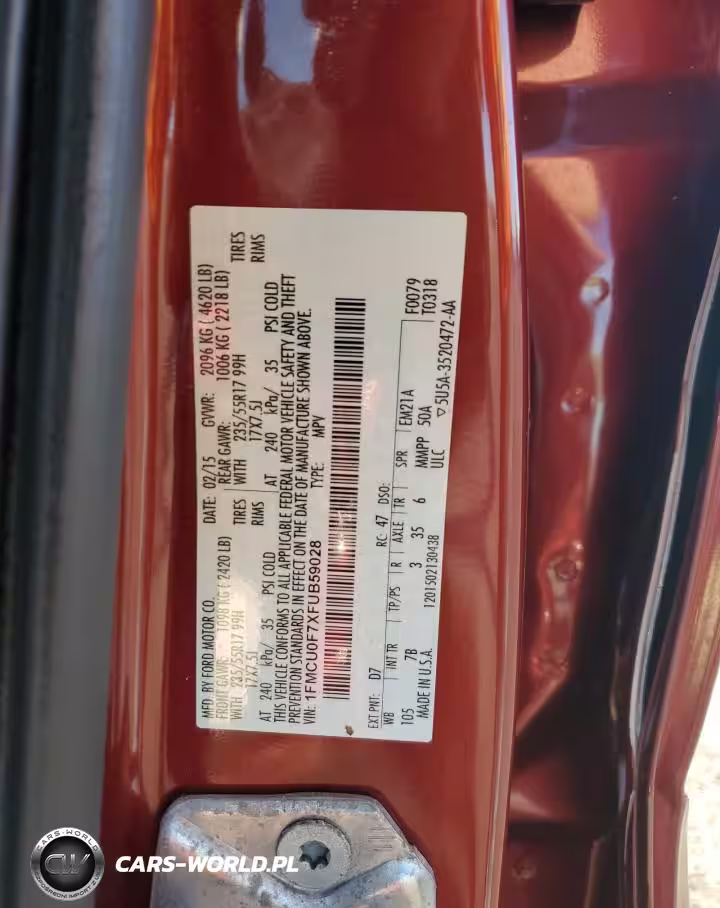 MFD. BY FORD MOTOR CO. DATE: 02/15 GVWR: 2096 KG ( 4620 LB)
FRONT GAWR: 1098 KG ( 2420 LB) REAR GAWR: 1006 KG ( 2218 LB)
WITH 235/55R17 99H TIRES WITH 235/55R17 99H TIRES
17X7.5J RIMS 17X7.5J RIMS
AT 240 kPa/ 35 PSI COLD AT 240 kPa/ 35 PSI COLD
THIS VEHICLE CONFORMS TO ALL APPLICABLE FEDERAL MOTOR VEHICLE SAFETY AND THEFT
PREVENTION STANDARDS IN EFFECT ON THE DATE OF MANUFACTURE SHOWN ABOVE.
VIN: 1FMCU0F7XFUB59028 TYPE: MPV
EXT PNT: D7 RC: 47 DSO: F0079
WB INT TR TP/PS R AXLE TR SPR EM21A T0318
105 7B 3 35 6 MMPP 50A
MADE IN U.S.A. 1201502130438 ULC ▽5U5A-3520472-AA
CARS-WORLD
CW
BEZPOŚREDNI IMPORT Z USA
CARS-WORLD.PL